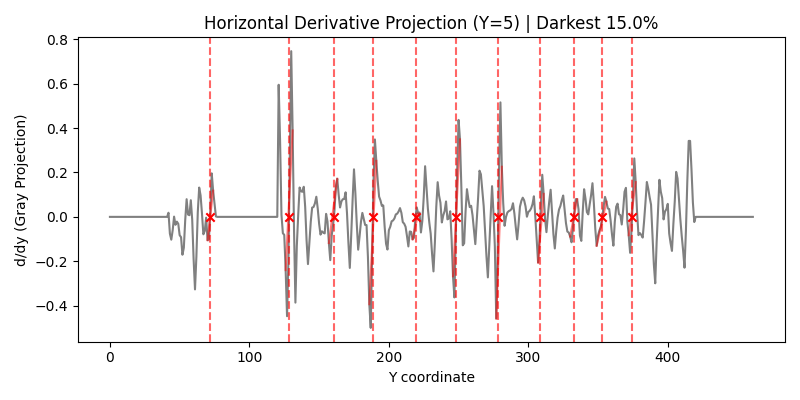 Horizontal Derivative Projection (Y=5) | Darkest 15.0%
0.8
0.6
0.4
0.2
0.0
−0.2
−0.4
d/dy (Gray Projection)
0 100 200 300 400
Y coordinate